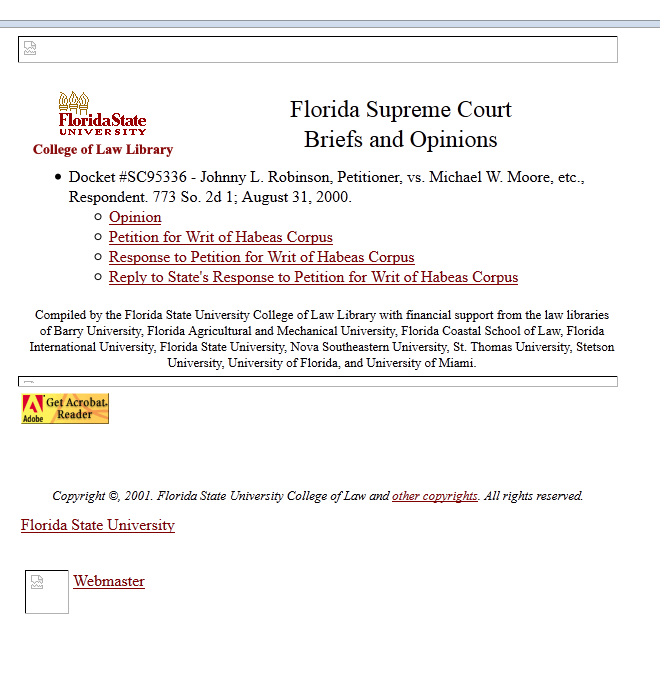 Florida State
UNIVERSITY
College of Law Library
Florida Supreme Court
Briefs and Opinions
Docket #SC95336 - Johnny L. Robinson, Petitioner, vs. Michael W. Moore, etc.,
Respondent. 773 So. 2d 1; August 31, 2000.
Opinion
Petition for Writ of Habeas Corpus
Response to Petition for Writ of Habeas Corpus
Reply to State's Response to Petition for Writ of Habeas Corpus
Compiled by the Florida State University College of Law Library with financial support from the law libraries
of Barry University, Florida Agricultural and Mechanical University, Florida Coastal School of Law, Florida
International University, Florida State University, Nova Southeastern University, St. Thomas University, Stetson
University, University of Florida, and University of Miami.
Get Acrobat
Adobe Reader
Copyright ©, 2001. Florida State University College of Law and other copyrights. All rights reserved.
Florida State University
Webmaster